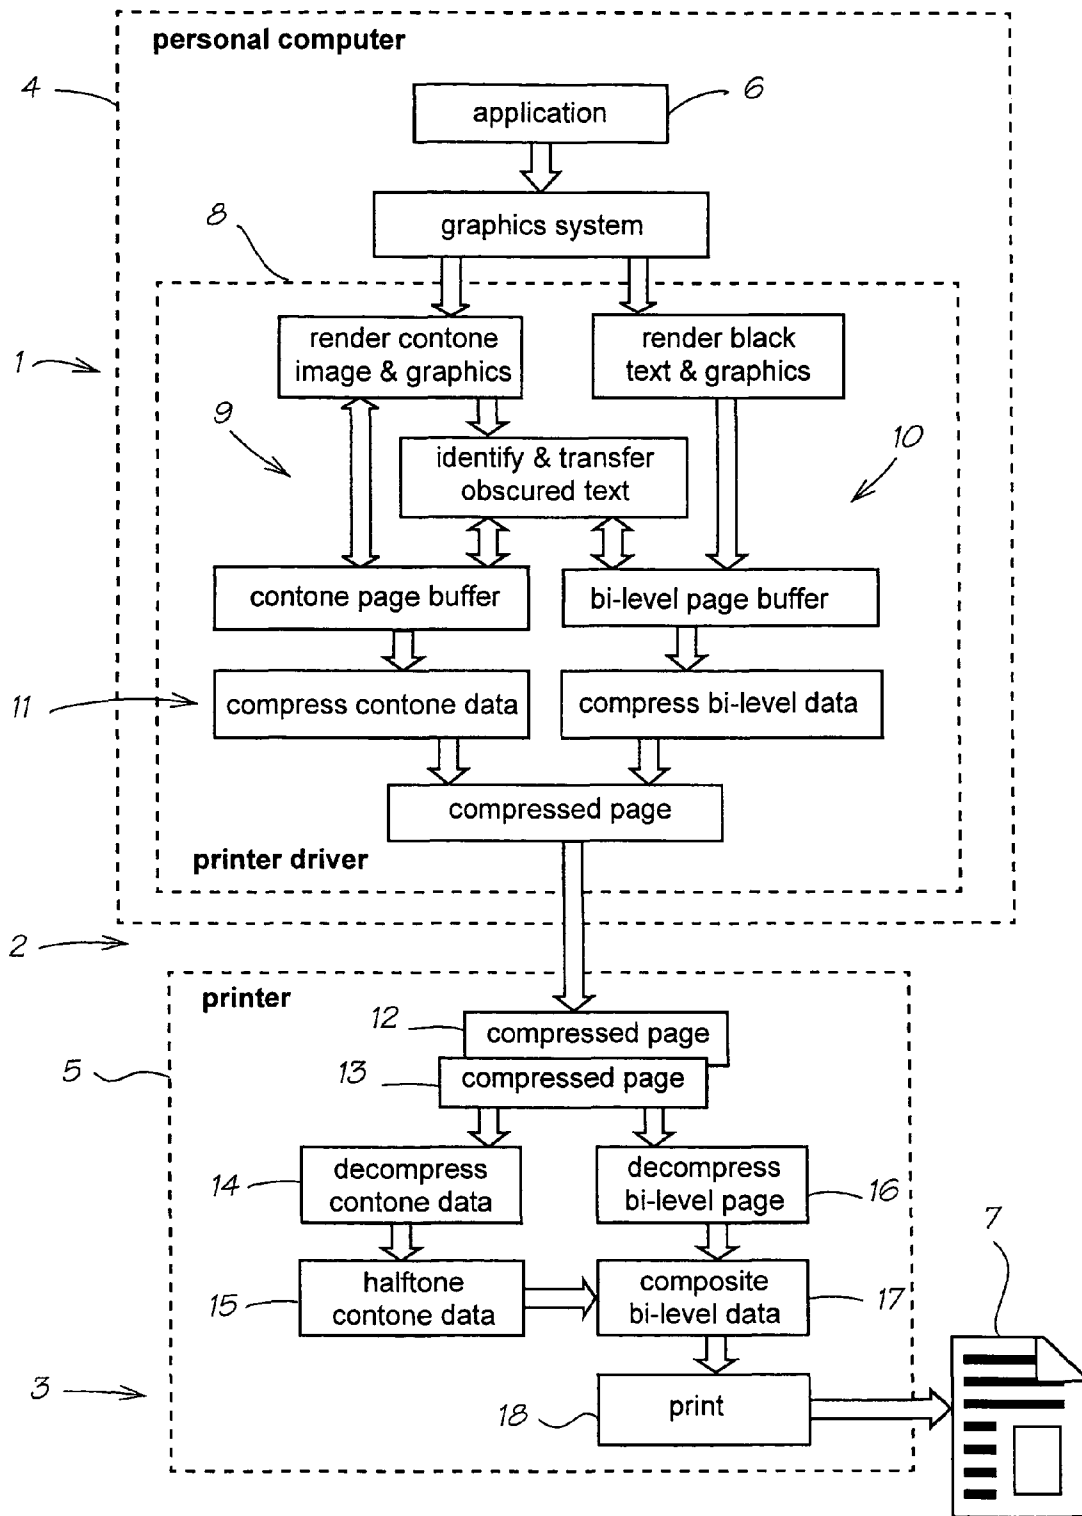 personal computer
4
application
6
graphics system
8
render contone
image & graphics
render black
text & graphics
1
9
identify & transfer
obscured text
10
contone page buffer
bi-level page buffer
11
compress contone data
compress bi-level data
compressed page
printer driver
2
printer
12
compressed page
5
13
compressed page
14
decompress
contone data
decompress
bi-level page
16
7
15
halftone
contone data
composite
bi-level data
17
3
18
print